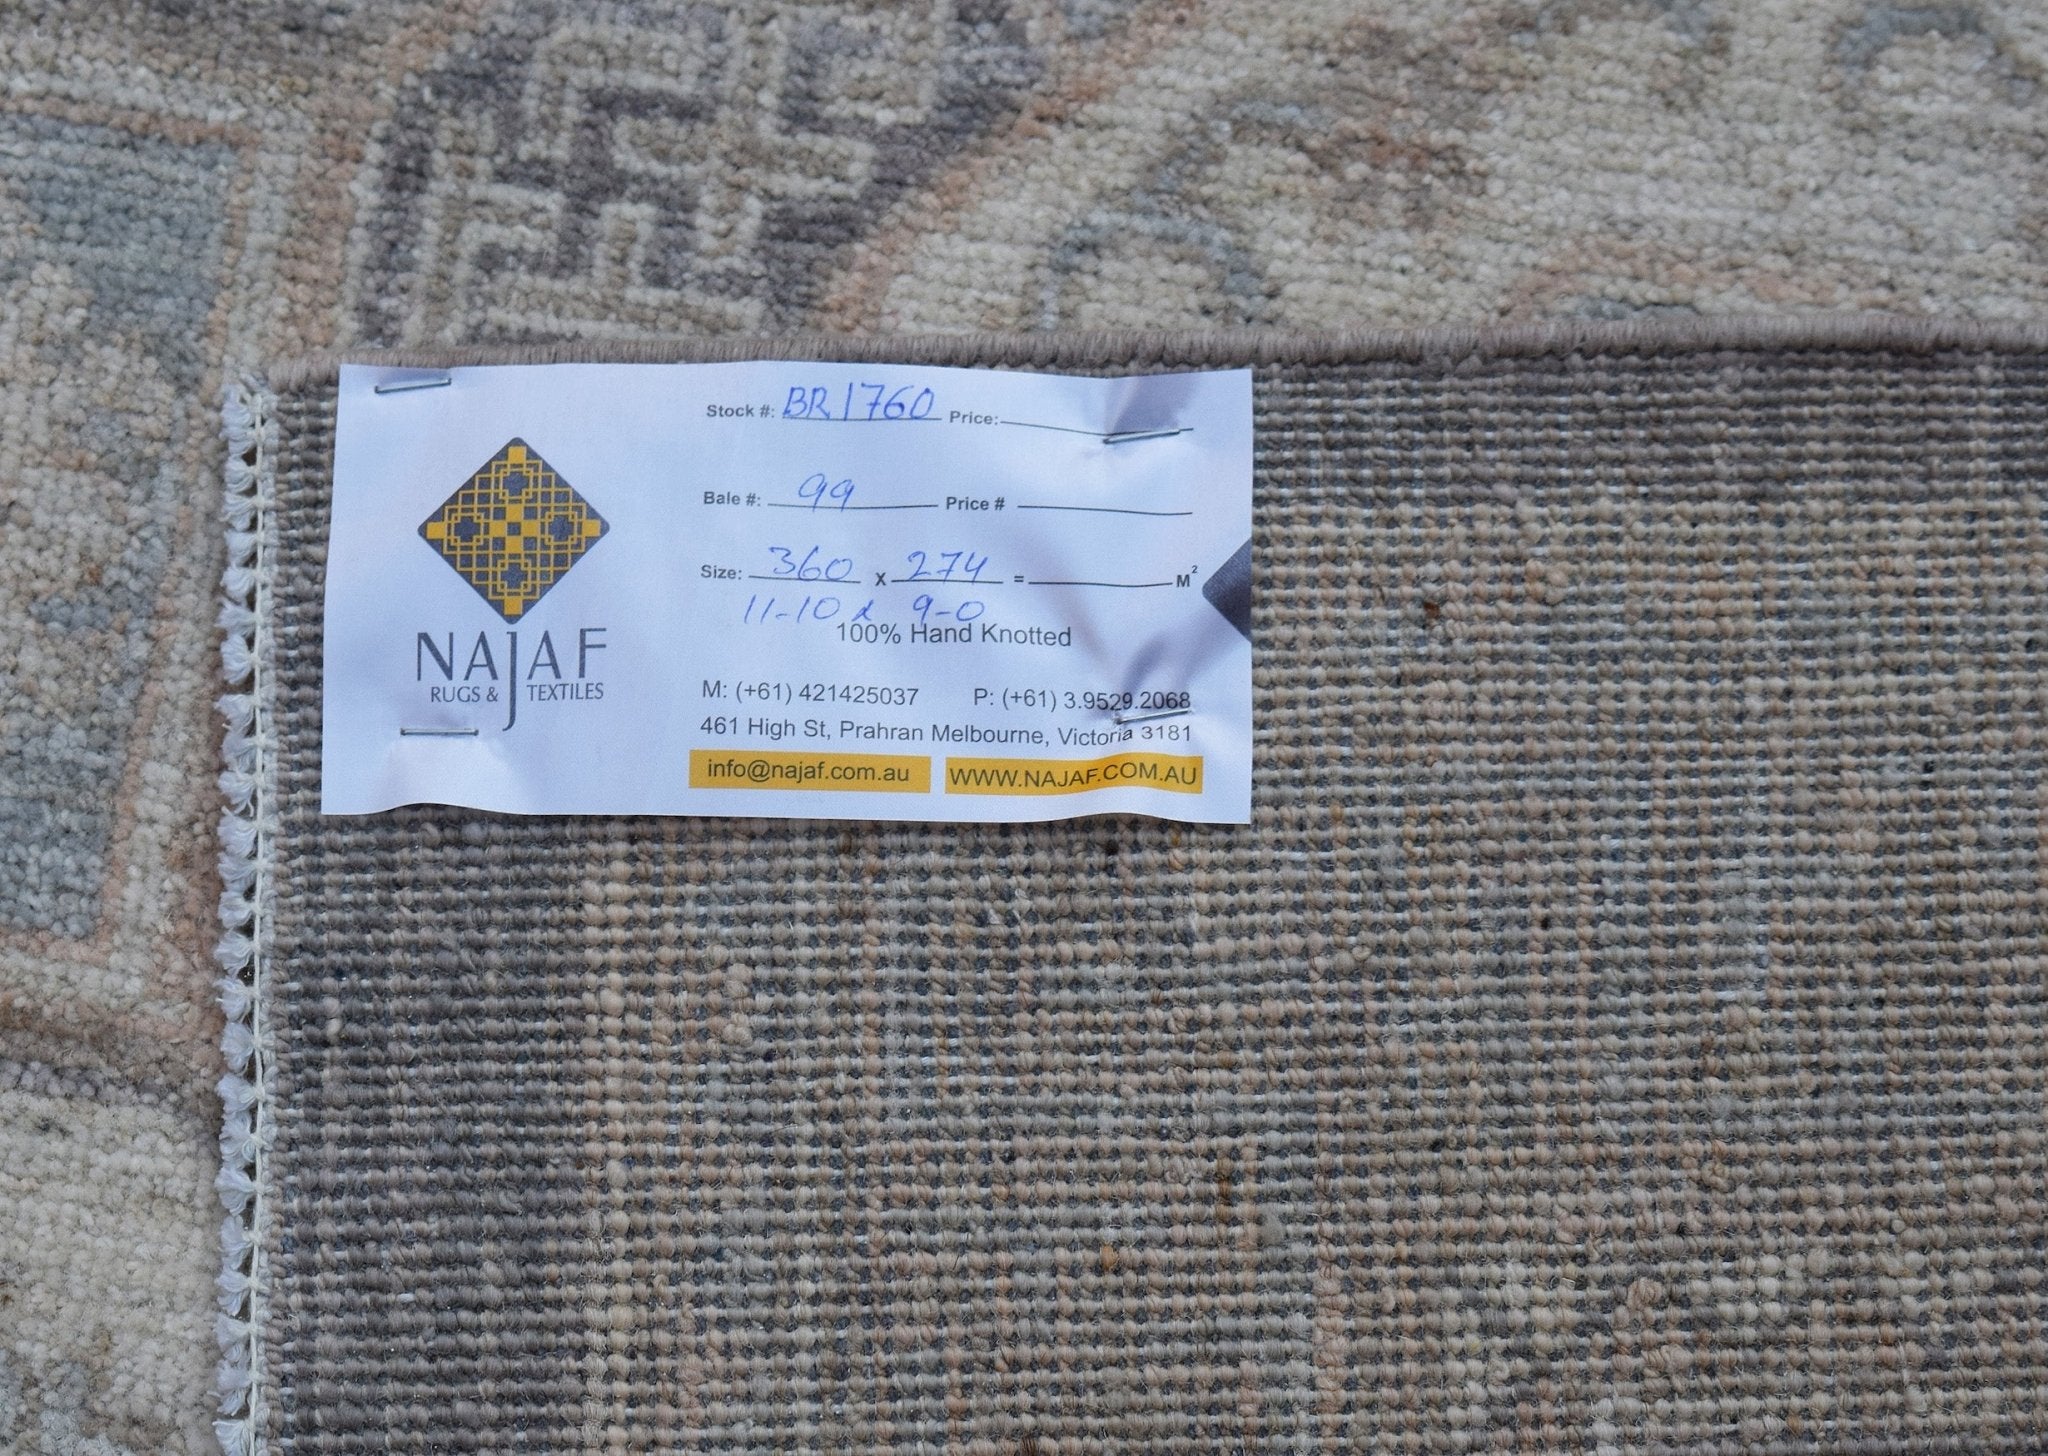 NAJAF
RUGS & TEXTILES
Stock #: BR1760 Price:
Bale #: 99 Price #
Size: 360 X 274 = M²
11-10 x 9-0
100% Hand Knotted
M: (+61) 421425037 P: (+61) 3.9529.2068
461 High St, Prahran Melbourne, Victoria 3181
info@najaf.com.au WWW.NAJAF.COM.AU